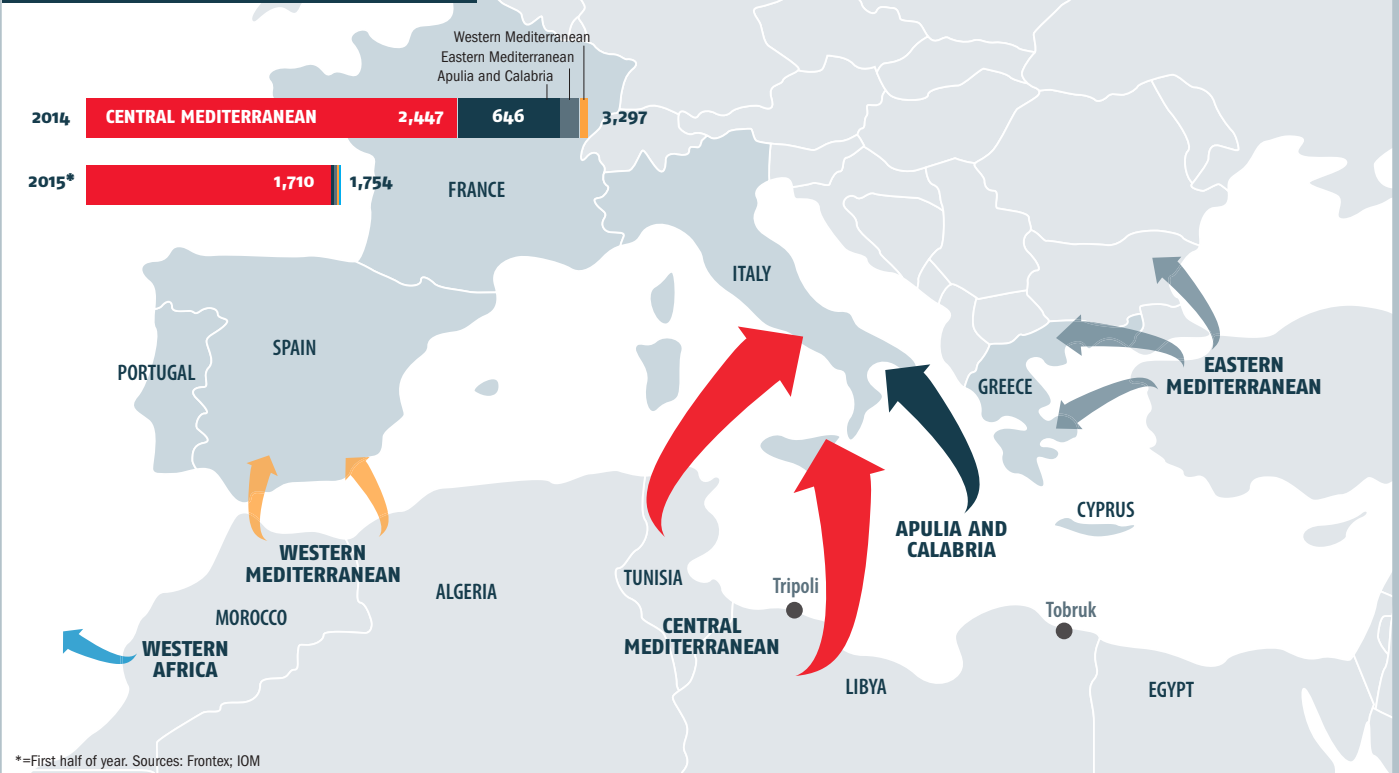 Western Mediterranean
Eastern Mediterranean
Apulia and Calabria
2014 CENTRAL MEDITERRANEAN 2,447 646 3,297
2015* 1,710 1,754
FRANCE
ITALY
SPAIN
PORTUGAL
GREECE
EASTERN
MEDITERRANEAN
CYPRUS
APULIA AND
CALABRIA
WESTERN
MEDITERRANEAN
ALGERIA
TUNISIA
Tripoli
Tobruk
MOROCCO
CENTRAL
MEDITERRANEAN
WESTERN
AFRICA
LIBYA
EGYPT
*=First half of year. Sources: Frontex; IOM